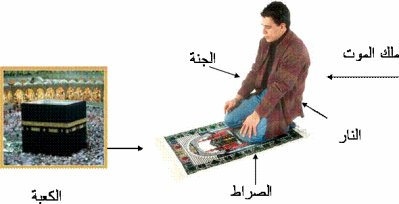 ملك الموت
الجنة
النار
الصراط
الكعبة